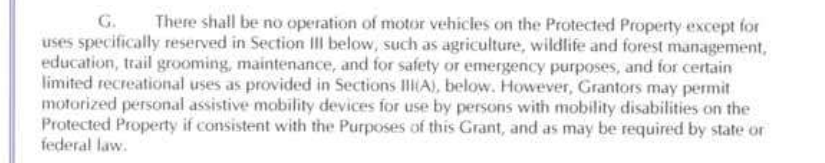 G. There shall be no operation of motor vehicles on the Protected Property except for
uses specifically reserved in Section III below, such as agriculture, wildlife and forest management,
education, trail grooming, maintenance, and for safety or emergency purposes, and for certain
limited recreational uses as provided in Sections III(A), below. However, Grantors may permit
motorized personal assistive mobility devices for use by persons with mobility disabilities on the
Protected Property if consistent with the Purposes of this Grant, and as may be required by state or
federal law.